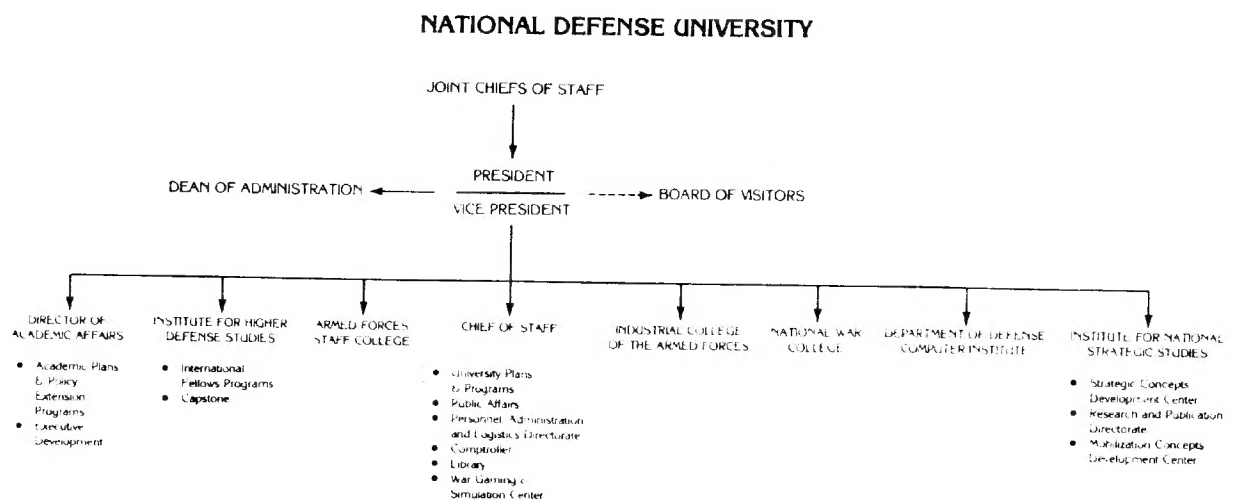 NATIONAL DEFENSE UNIVERSITY
JOINT CHIEFS OF STAFF
PRESIDENT
DEAN OF ADMINISTRATION
BOARD OF VISITORS
VICE PRESIDENT
DIRECTOR OF
ACADEMIC AFFAIRS
• Academic Plans
& Policy
Extension
Programs
• Executive
Development
INSTITUTE FOR HIGHER
DEFENSE STUDIES
• International
Fellows Programs
• Capstone
ARMED FORCES
STAFF COLLEGE
CHIEF OF STAFF
• University Plans
& Programs
• Public Affairs
• Personnel, Administration
and Logistics Directorate
• Comptroller
• Library
• War Gaming &
Simulation Center
INDUSTRIAL COLLEGE
OF THE ARMED FORCES
NATIONAL WAR
COLLEGE
DEPARTMENT OF DEFENSE
COMPUTER INSTITUTE
INSTITUTE FOR NATIONAL
STRATEGIC STUDIES
• Strategic Concepts
Development Center
• Research and Publication
Directorate
• Mobilization Concepts
Development Center